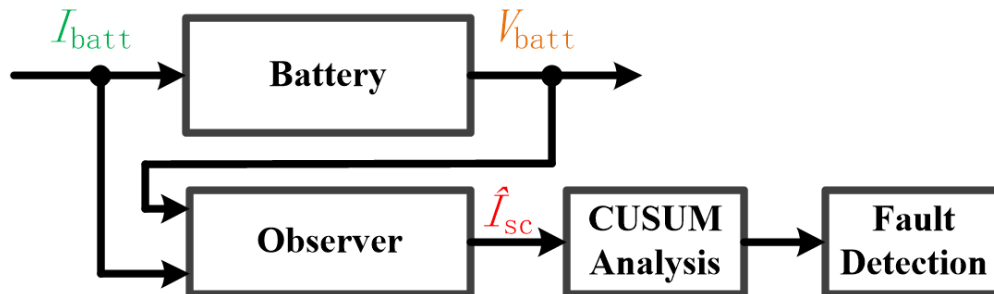 I_batt
V_batt
Battery
Observer
Î_sc
CUSUM
Analysis
Fault
Detection